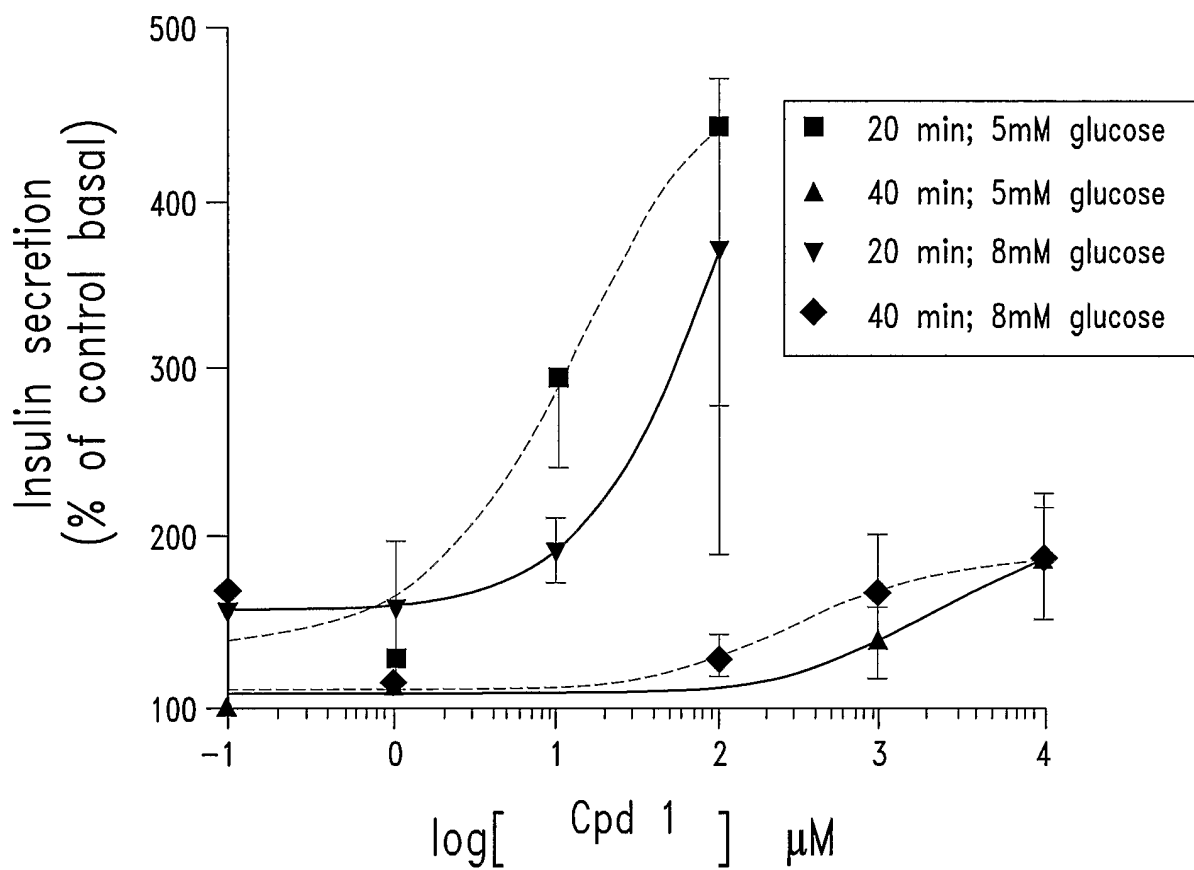 500
400
300
200
100
Insulin secretion
(% of control basal)
20 min; 5mM glucose
40 min; 5mM glucose
20 min; 8mM glucose
40 min; 8mM glucose
-1 0 1 2 3 4
log[ Cpd 1 ] μM